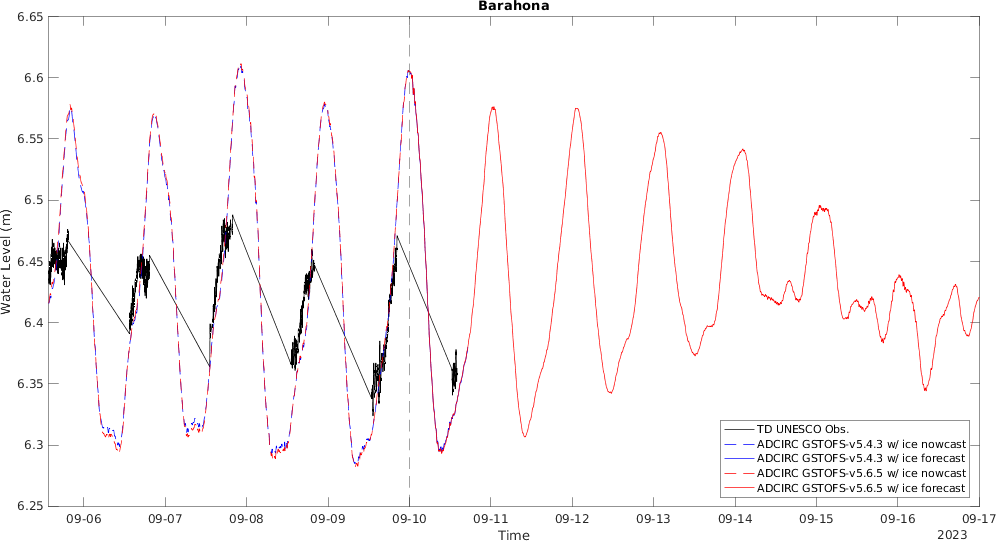 Barahona
6.65
6.6
6.55
6.5
6.45
6.4
6.35
6.3
6.25
Water Level (m)
TD UNESCO Obs.
ADCIRC GSTOFS-v5.4.3 w/ ice nowcast
ADCIRC GSTOFS-v5.4.3 w/ ice forecast
ADCIRC GSTOFS-v5.6.5 w/ ice nowcast
ADCIRC GSTOFS-v5.6.5 w/ ice forecast
09-06 09-07 09-08 09-09 09-10 09-11 09-12 09-13 09-14 09-15 09-16 09-17
Time
2023